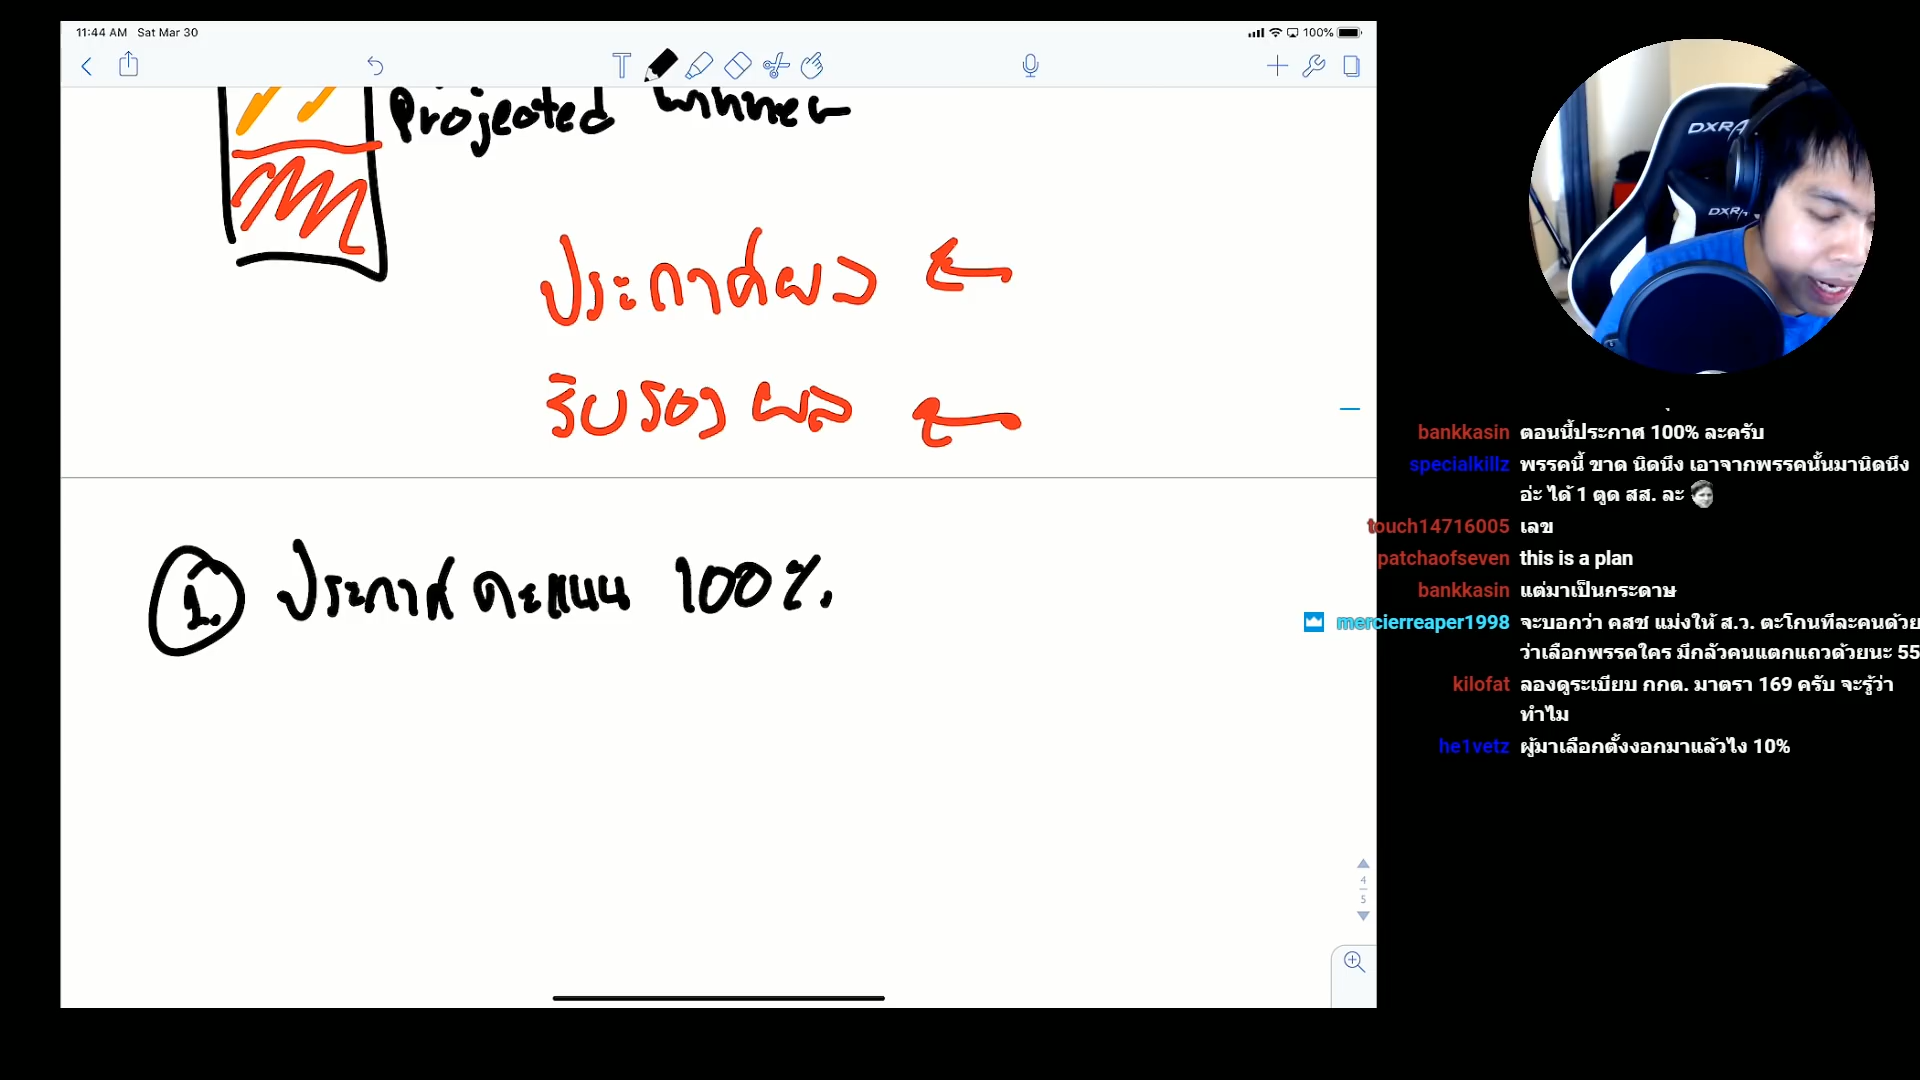 11:44 AM Sat Mar 30
100%
Projected winner
ประกาศผล
รับรองผล
2. ประกาศคะแนน 100%.
4
5
DXRA
DXRA
bankkasin ตอนนี้ประกาศ 100% ละครับ
specialkillz พรรคนี้ ขาด นิดนึง เอาจากพรรคนั้นมานิดนึง
อ่ะ ได้ 1 ตูด สส. ละ
touch14716005 เลข
patchaofseven this is a plan
bankkasin แต่มาเป็นกระดาษ
mercierreaper1998 จะบอกว่า คสช แม่งให้ ส.ว. ตะโกนทีละคนด้วย
ว่าเลือกพรรคใคร มีกลัวคนแตกแถวด้วยนะ 55
kilofat ลองดูระเบียบ กกต. มาตรา 169 ครับ จะรู้ว่า
ทำไม
he1vetz ผู้มาเลือกตั้งงอกมาแล้วไง 10%